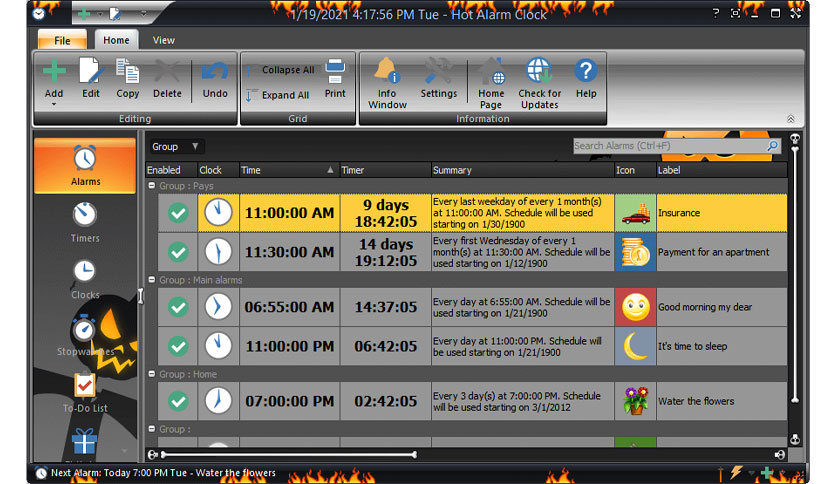 1/19/2021 4:17:56 PM Tue - Hot Alarm Clock
File Home View
Add Edit Copy Delete Undo
Collapse All
Expand All
Print
Info Window
Settings
Home Page
Check for Updates
Help
Editing Grid Information
Group
Search Alarms (Ctrl+F)
Alarms
Timers
Clocks
Stopwatches
To-Do List
Enabled Clock Time Timer Summary Icon Label
Group : Pays
11:00:00 AM
9 days
18:42:05
Every last weekday of every 1 month(s)
at 11:00:00 AM. Schedule will be used
starting on 1/30/1900
Insurance
11:30:00 AM
14 days
19:12:05
Every first Wednesday of every 1
month(s) at 11:30:00 AM. Schedule will be
used starting on 1/12/1900
Payment for an apartment
Group : Main alarms
06:55:00 AM
14:37:05
Every day at 6:55:00 AM. Schedule will be
used starting on 1/21/1900
Good morning my dear
11:00:00 PM
06:42:05
Every day at 11:00:00 PM. Schedule will
be used starting on 1/21/1900
It's time to sleep
Group : Home
07:00:00 PM
02:42:05
Every 3 day(s) at 7:00:00 PM. Schedule
will be used starting on 3/1/2012
Water the flowers
Group :
Next Alarm: Today 7:00 PM Tue - Water the flowers